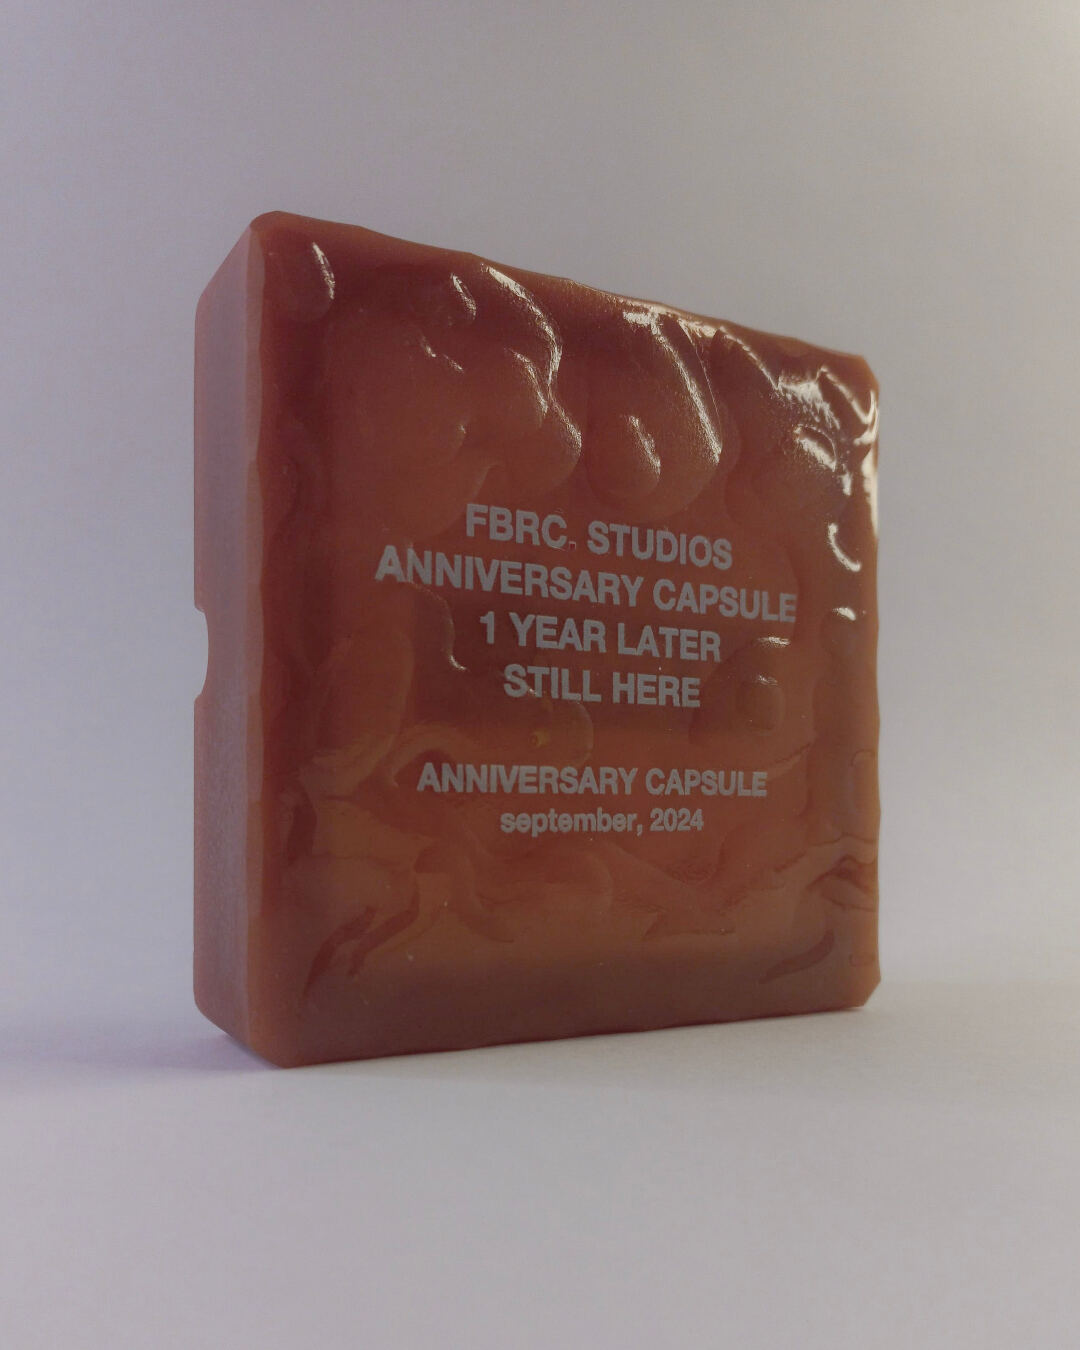 FBRC. STUDIOS
ANNIVERSARY CAPSULE
1 YEAR LATER
STILL HERE
ANNIVERSARY CAPSULE
september, 2024